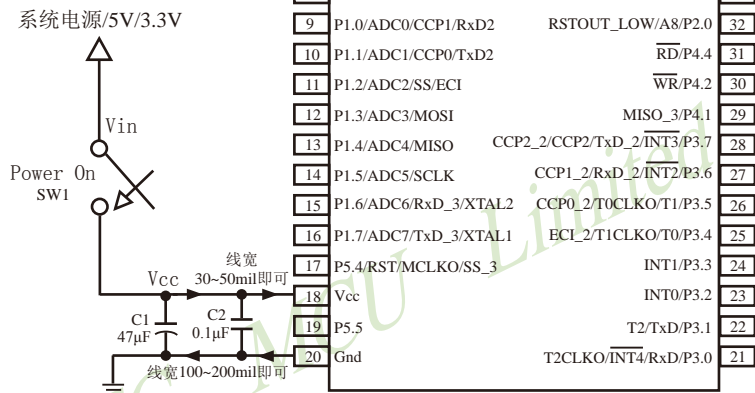 系统电源/5V/3.3V
Vin
Power On
SW1
Vcc
线宽
30~50mil即可
C1
47μF
C2
0.1μF
线宽100~200mil即可
9 P1.0/ADC0/CCP1/RxD2
10 P1.1/ADC1/CCP0/TxD2
11 P1.2/ADC2/SS/ECI
12 P1.3/ADC3/MOSI
13 P1.4/ADC4/MISO
14 P1.5/ADC5/SCLK
15 P1.6/ADC6/RxD_3/XTAL2
16 P1.7/ADC7/TxD_3/XTAL1
17 P5.4/RST/MCLKO/SS_3
18 Vcc
19 P5.5
20 Gnd
RSTOUT_LOW/A8/P2.0 32
RD/P4.4 31
WR/P4.2 30
MISO_3/P4.1 29
CCP2_2/CCP2/TxD_2/INT3/P3.7 28
CCP1_2/RxD_2/INT2/P3.6 27
CCP0_2/T0CLKO/T1/P3.5 26
ECI_2/T1CLKO/T0/P3.4 25
INT1/P3.3 24
INT0/P3.2 23
T2/TxD/P3.1 22
T2CLKO/INT4/RxD/P3.0 21
MCU Limited